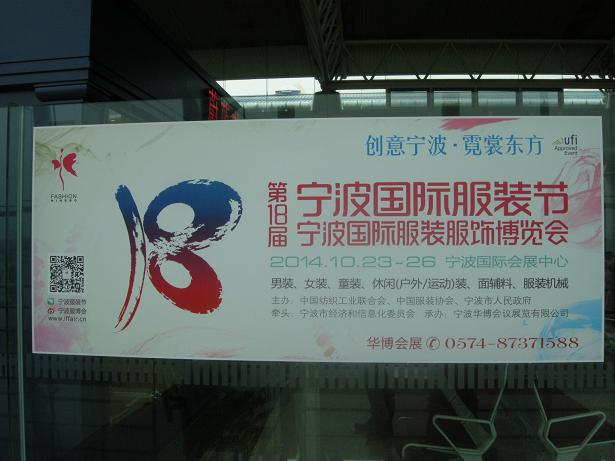 创意宁波·霓裳东方
ufi
Approved
Event
FASHION
NINGBO
18
第18届
宁波国际服装节
宁波国际服装服饰博览会
2014.10.23-26 宁波国际会展中心
男装、女装、童装、休闲(户外/运动)装、面辅料、服装机械
主办：中国纺织工业联合会、中国服装协会、宁波市人民政府
牵头：宁波市经济和信息化委员会 承办：宁波华博会议展览有限公司
宁波服装节
宁波服博会
www.iffair.cn
华博会展 0574-87371588